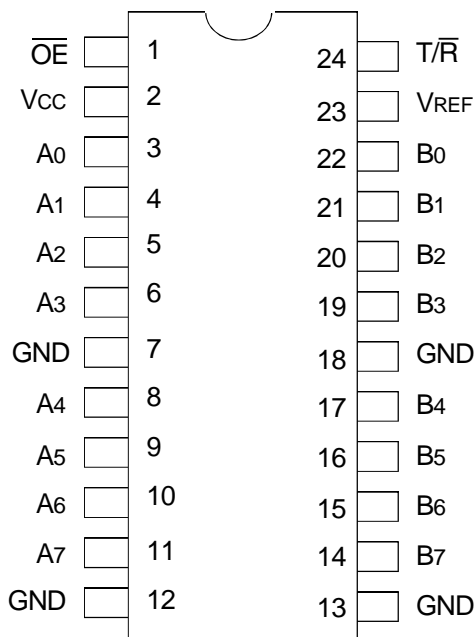 O̅E̅ 1 24 T/R̅
VCC 2 23 VREF
A0 3 22 B0
A1 4 21 B1
A2 5 20 B2
A3 6 19 B3
GND 7 18 GND
A4 8 17 B4
A5 9 16 B5
A6 10 15 B6
A7 11 14 B7
GND 12 13 GND